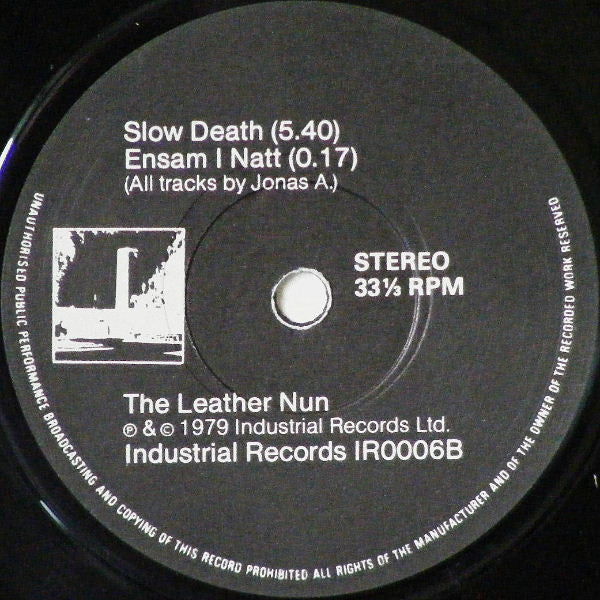 Slow Death (5.40)
Ensam I Natt (0.17)
(All tracks by Jonas A.)
STEREO
33⅓ RPM
The Leather Nun
℗ & © 1979 Industrial Records Ltd.
Industrial Records IR0006B
UNAUTHORISED PUBLIC PERFORMANCE BROADCASTING AND COPYING OF THIS RECORD PROHIBITED ALL RIGHTS OF THE MANUFACTURER AND OF THE OWNER OF THE RECORDED WORK RESERVED